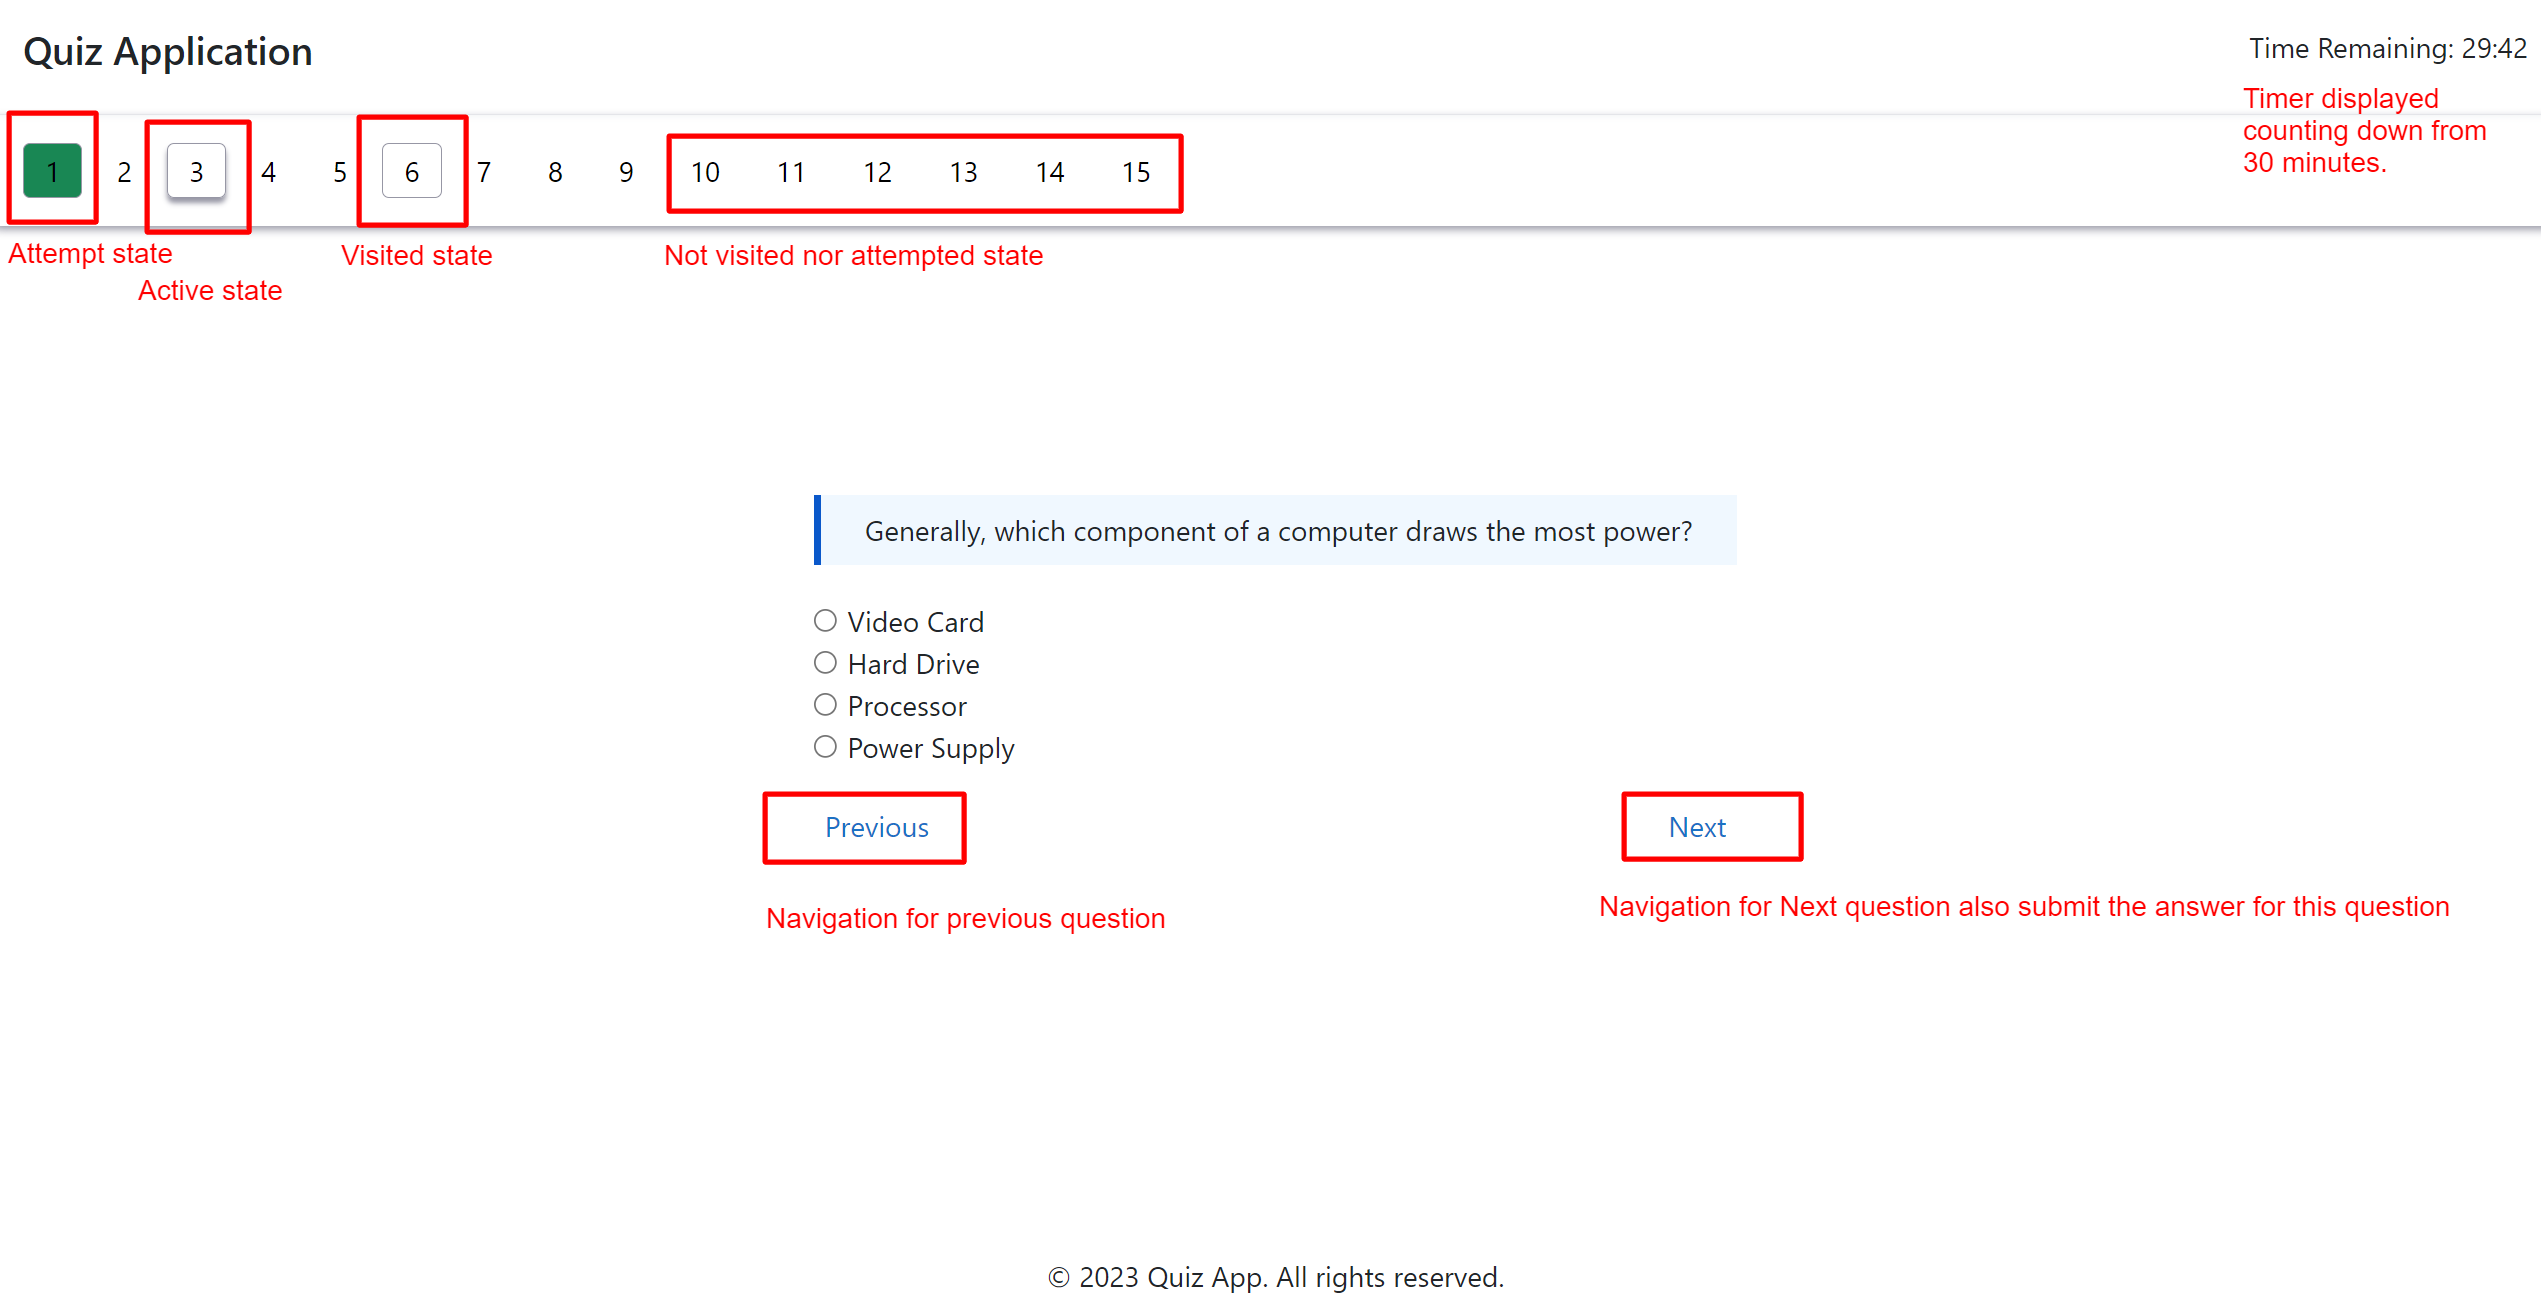 Quiz Application
Time Remaining: 29:42
Timer displayed
counting down from
30 minutes.
1 2 3 4 5 6 7 8 9 10 11 12 13 14 15
Attempt state
Active state
Visited state
Not visited nor attempted state
Generally, which component of a computer draws the most power?
Video Card
Hard Drive
Processor
Power Supply
Previous
Next
Navigation for previous question
Navigation for Next question also submit the answer for this question
© 2023 Quiz App. All rights reserved.